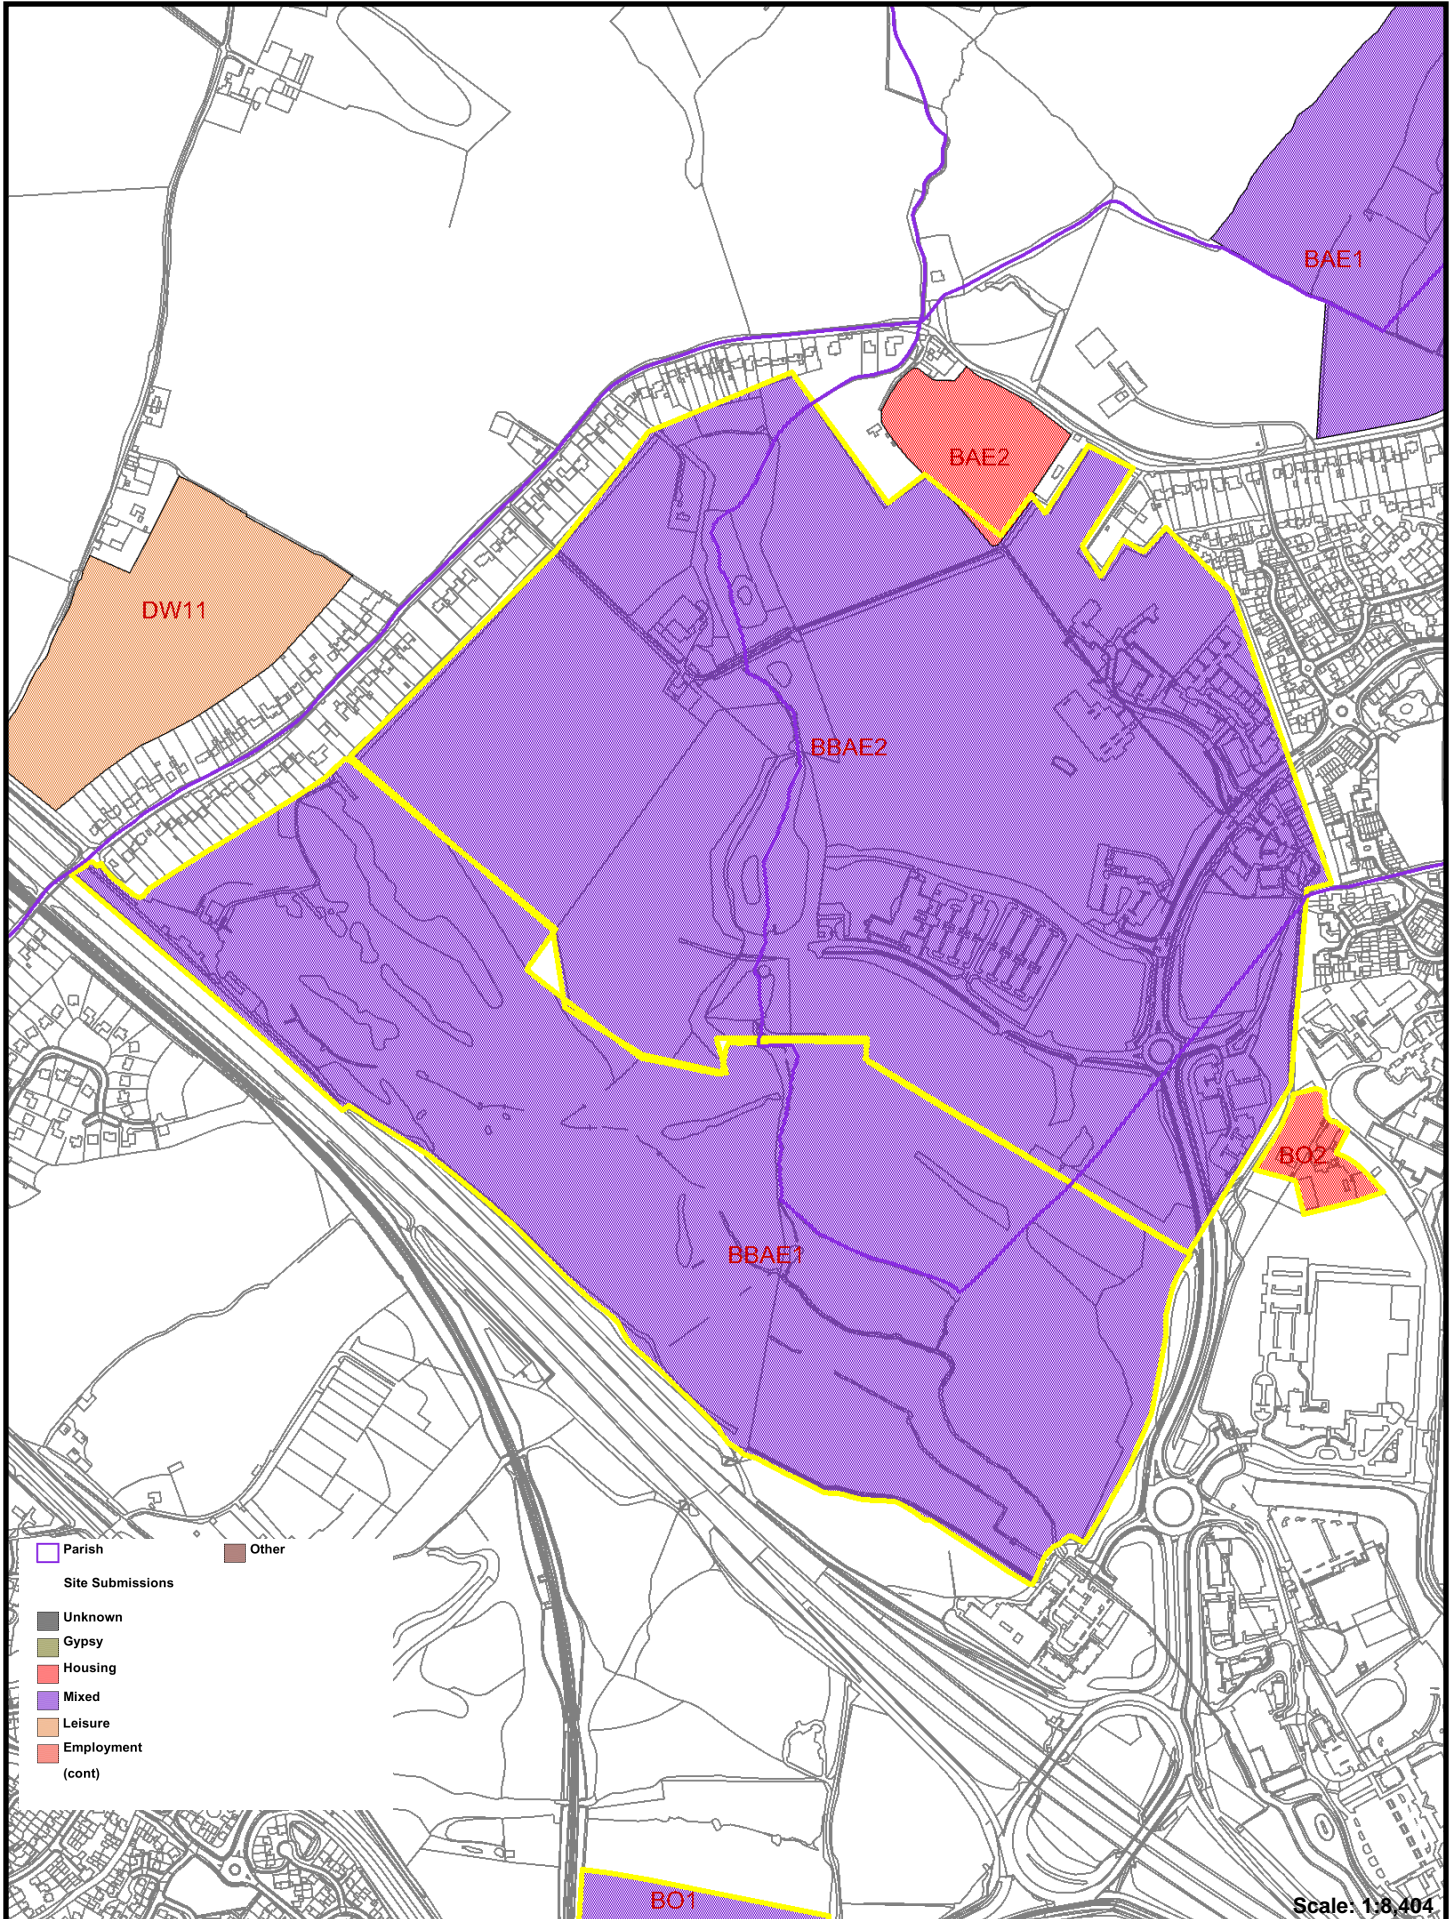 BAE1
BAE2
DW11
BBAE2
BO2
BBAE1
Parish
Other
Site Submissions
Unknown
Gypsy
Housing
Mixed
Leisure
Employment
(cont)
BO1
Scale: 1:8,404